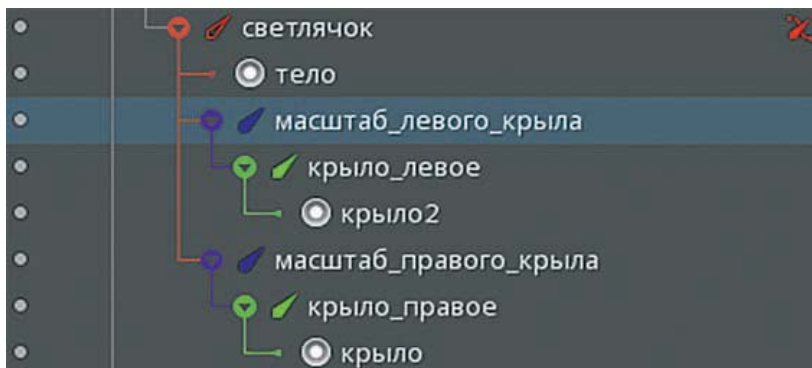 светлячок
тело
масштаб_левого_крыла
крыло_левое
крыло2
масштаб_правого_крыла
крыло_правое
крыло